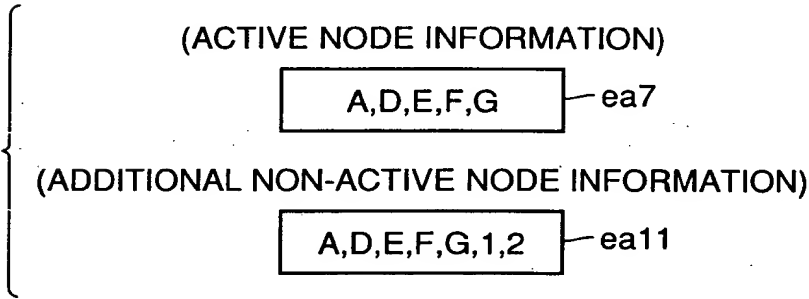 (ACTIVE NODE INFORMATION)
A,D,E,F,G ea7
(ADDITIONAL NON-ACTIVE NODE INFORMATION)
A,D,E,F,G,1,2 ea11